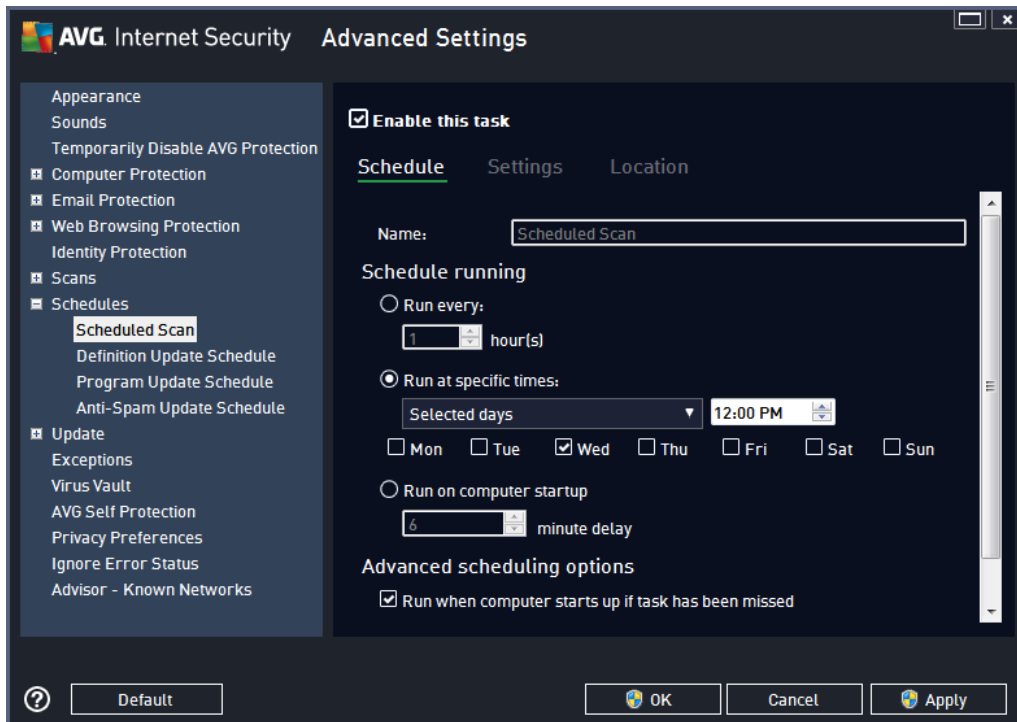 AVG. Internet Security Advanced Settings
Appearance
Sounds
Temporarily Disable AVG Protection
Computer Protection
Email Protection
Web Browsing Protection
Identity Protection
Scans
Schedules
Scheduled Scan
Definition Update Schedule
Program Update Schedule
Anti-Spam Update Schedule
Update
Exceptions
Virus Vault
AVG Self Protection
Privacy Preferences
Ignore Error Status
Advisor - Known Networks
Enable this task
Schedule Settings Location
Name: Scheduled Scan
Schedule running
Run every:
1 hour(s)
Run at specific times:
Selected days 12:00 PM
Mon Tue Wed Thu Fri Sat Sun
Run on computer startup
6 minute delay
Advanced scheduling options
Run when computer starts up if task has been missed
? Default OK Cancel Apply